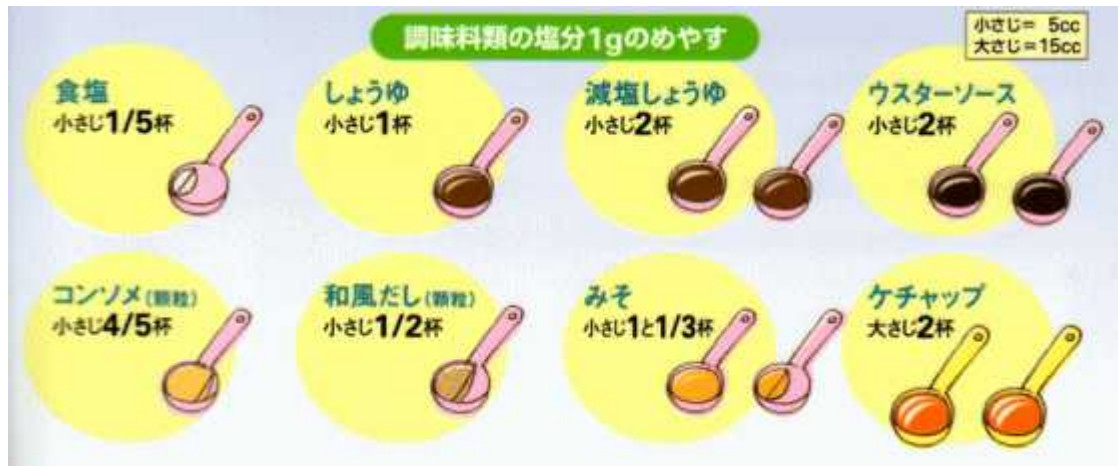 調味料類の塩分1gのめやす
小さじ= 5cc
大さじ=15cc
食塩
小さじ1/5杯
しょうゆ
小さじ1杯
減塩しょうゆ
小さじ2杯
ウスターソース
小さじ2杯
コンソメ(顆粒)
小さじ4/5杯
和風だし(顆粒)
小さじ1/2杯
みそ
小さじ1と1/3杯
ケチャップ
大さじ2杯